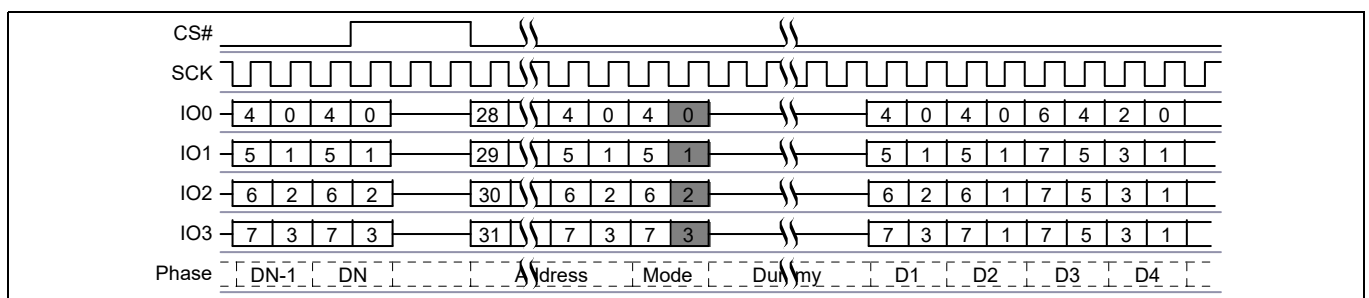 CS#
SCK
IO0 4 0 4 0 28 4 0 4 0 4 0 4 0 6 4 2 0
IO1 5 1 5 1 29 5 1 5 1 5 1 5 1 7 5 3 1
IO2 6 2 6 2 30 6 2 6 2 6 2 6 1 7 5 3 1
IO3 7 3 7 3 31 7 3 7 3 7 3 7 1 7 5 3 1
Phase DN-1 DN Address Mode Dummy D1 D2 D3 D4